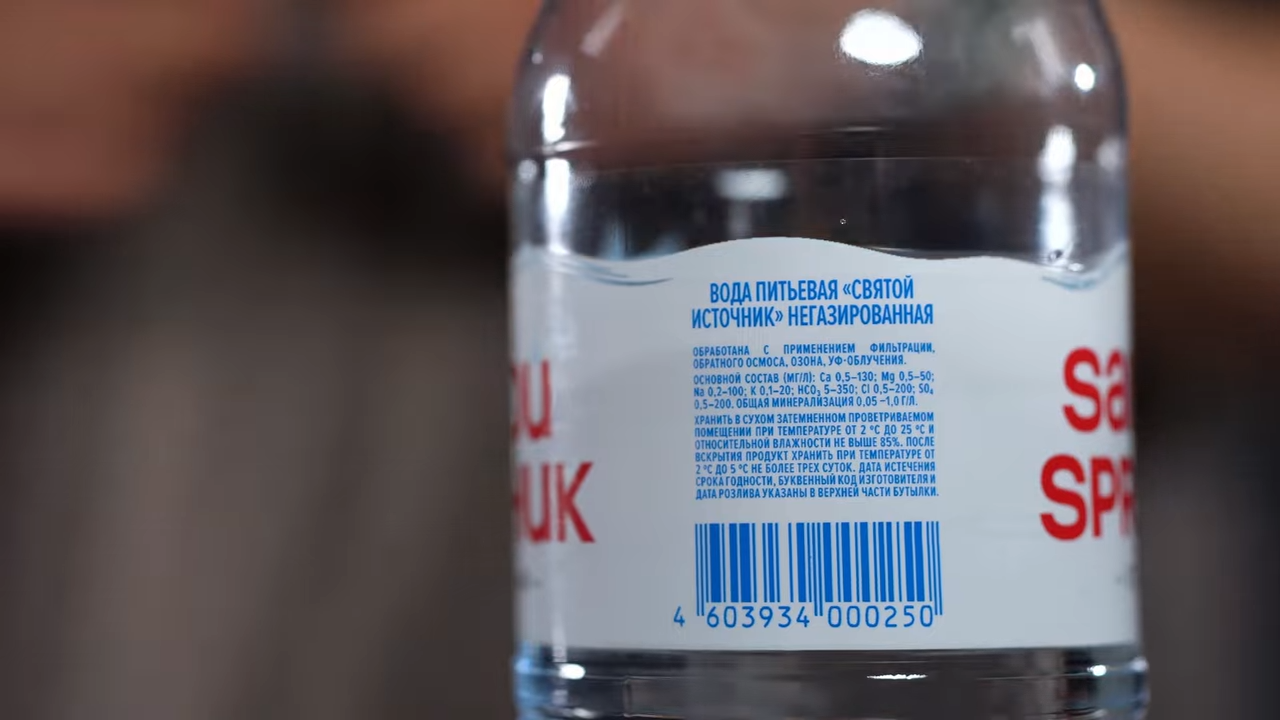 ВОДА ПИТЬЕВАЯ «СВЯТОЙ
ИСТОЧНИК» НЕГАЗИРОВАННАЯ
ОБРАБОТАНА С ПРИМЕНЕНИЕМ ФИЛЬТРАЦИИ,
ОБРАТНОГО ОСМОСА, ОЗОНА, УФ-ОБЛУЧЕНИЯ.
ОСНОВНОЙ СОСТАВ (МГ/Л): Ca 0,5–130; Mg 0,5–50;
Na 0,2–100; K 0,1–20; HCO₃ 5–350; Cl 0,5–200; SO₄
0,5–200. ОБЩАЯ МИНЕРАЛИЗАЦИЯ 0,05 –1,0 Г/Л.
ХРАНИТЬ В СУХОМ ЗАТЕМНЕННОМ ПРОВЕТРИВАЕМОМ
ПОМЕЩЕНИИ ПРИ ТЕМПЕРАТУРЕ ОТ 2 °С ДО 25 °С И
ОТНОСИТЕЛЬНОЙ ВЛАЖНОСТИ НЕ ВЫШЕ 85%. ПОСЛЕ
ВСКРЫТИЯ ПРОДУКТ ХРАНИТЬ ПРИ ТЕМПЕРАТУРЕ ОТ
2 °С ДО 5 °С НЕ БОЛЕЕ ТРЕХ СУТОК. ДАТА ИСТЕЧЕНИЯ
СРОКА ГОДНОСТИ, БУКВЕННЫЙ КОД ИЗГОТОВИТЕЛЯ И
ДАТА РОЗЛИВА УКАЗАНЫ В ВЕРХНЕЙ ЧАСТИ БУТЫЛКИ.
4 603934 000250